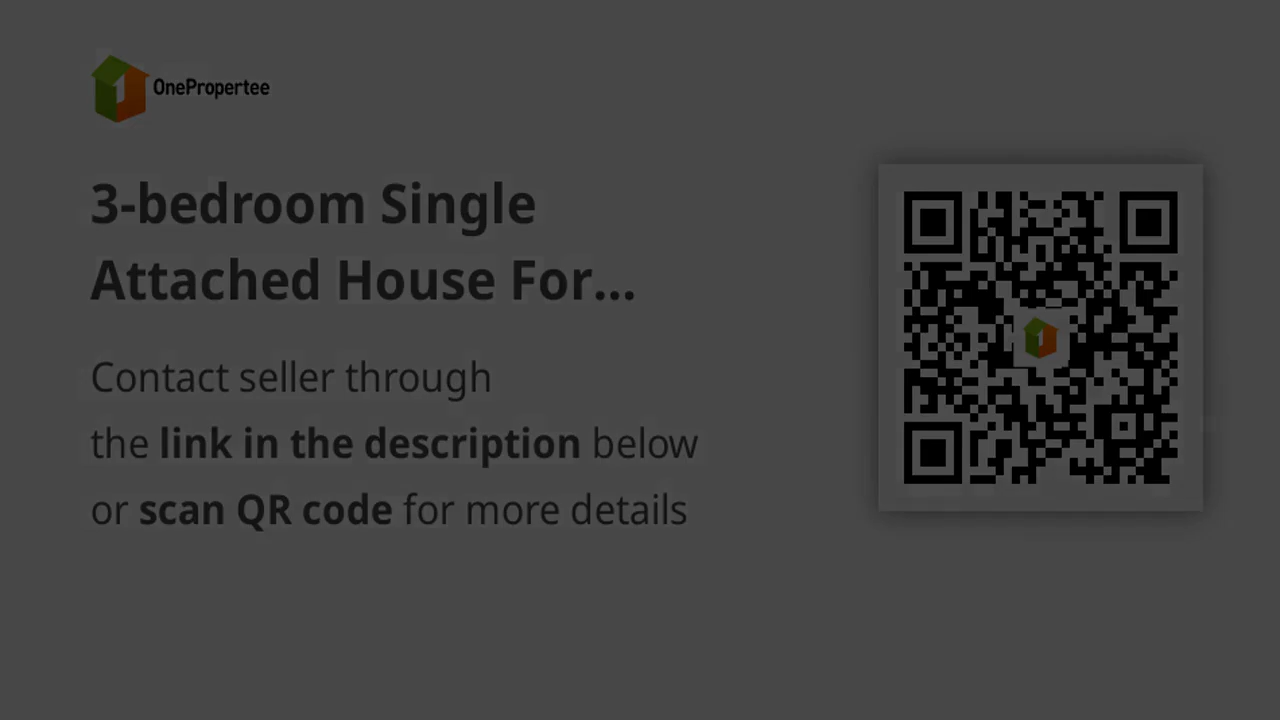 OnePropertee
3-bedroom Single
Attached House For...
Contact seller through
the link in the description below
or scan QR code for more details